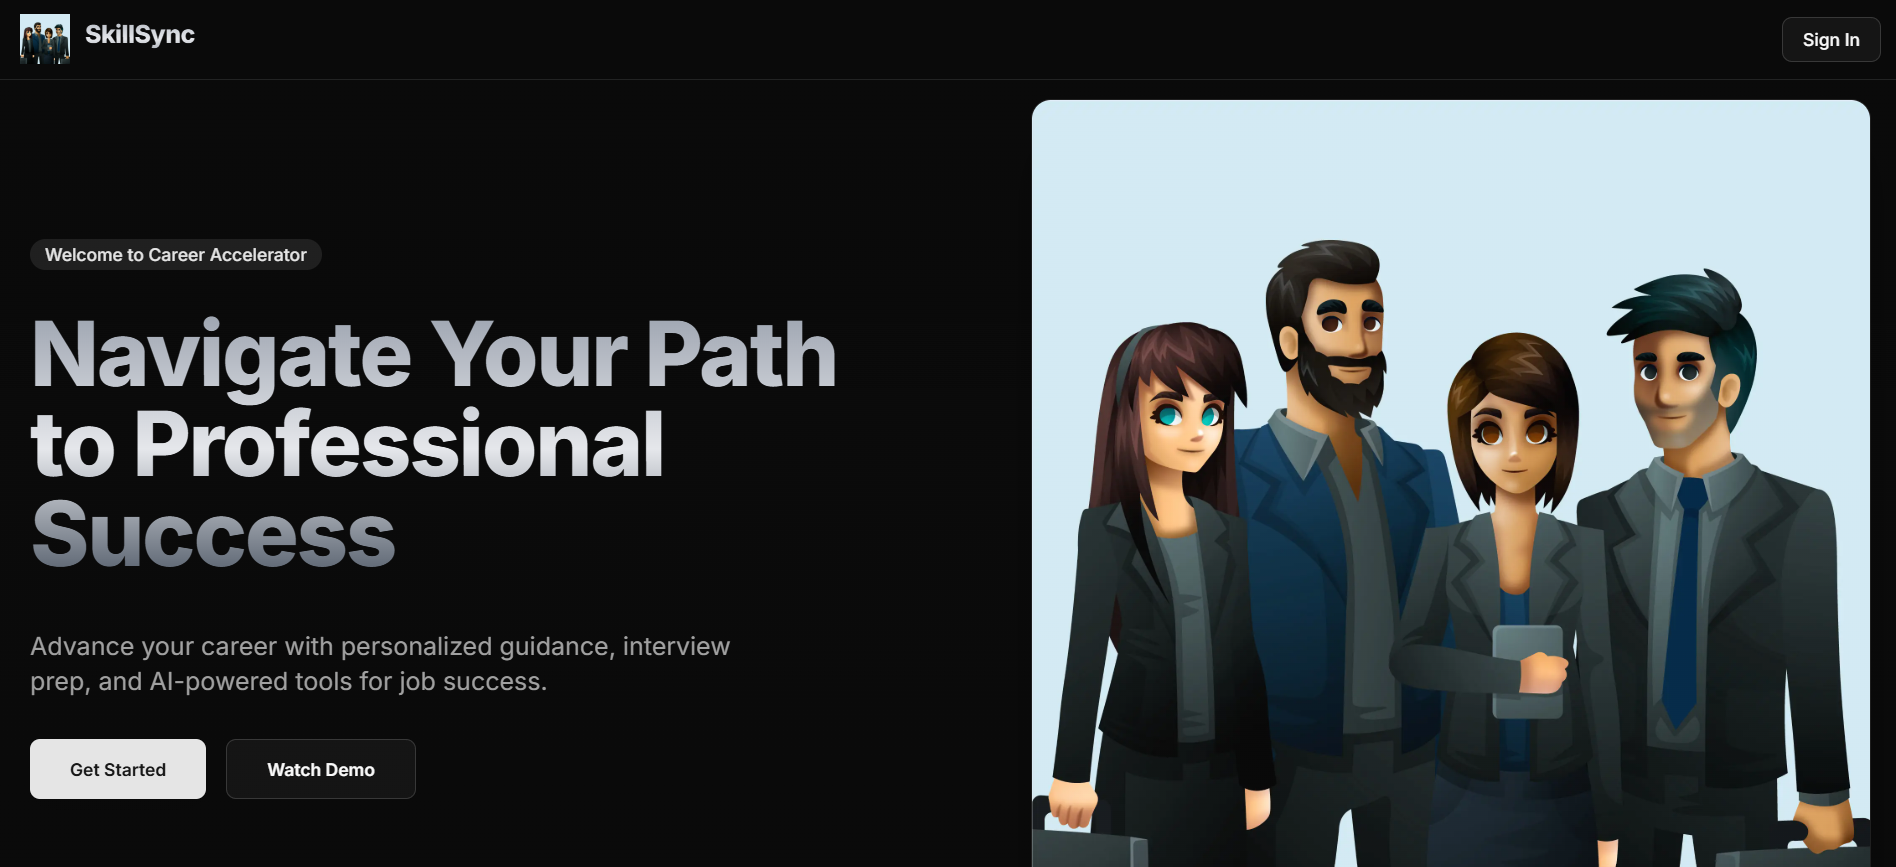 SkillSync
Sign In
Welcome to Career Accelerator
Navigate Your Path
to Professional
Success
Advance your career with personalized guidance, interview
prep, and AI-powered tools for job success.
Get Started
Watch Demo